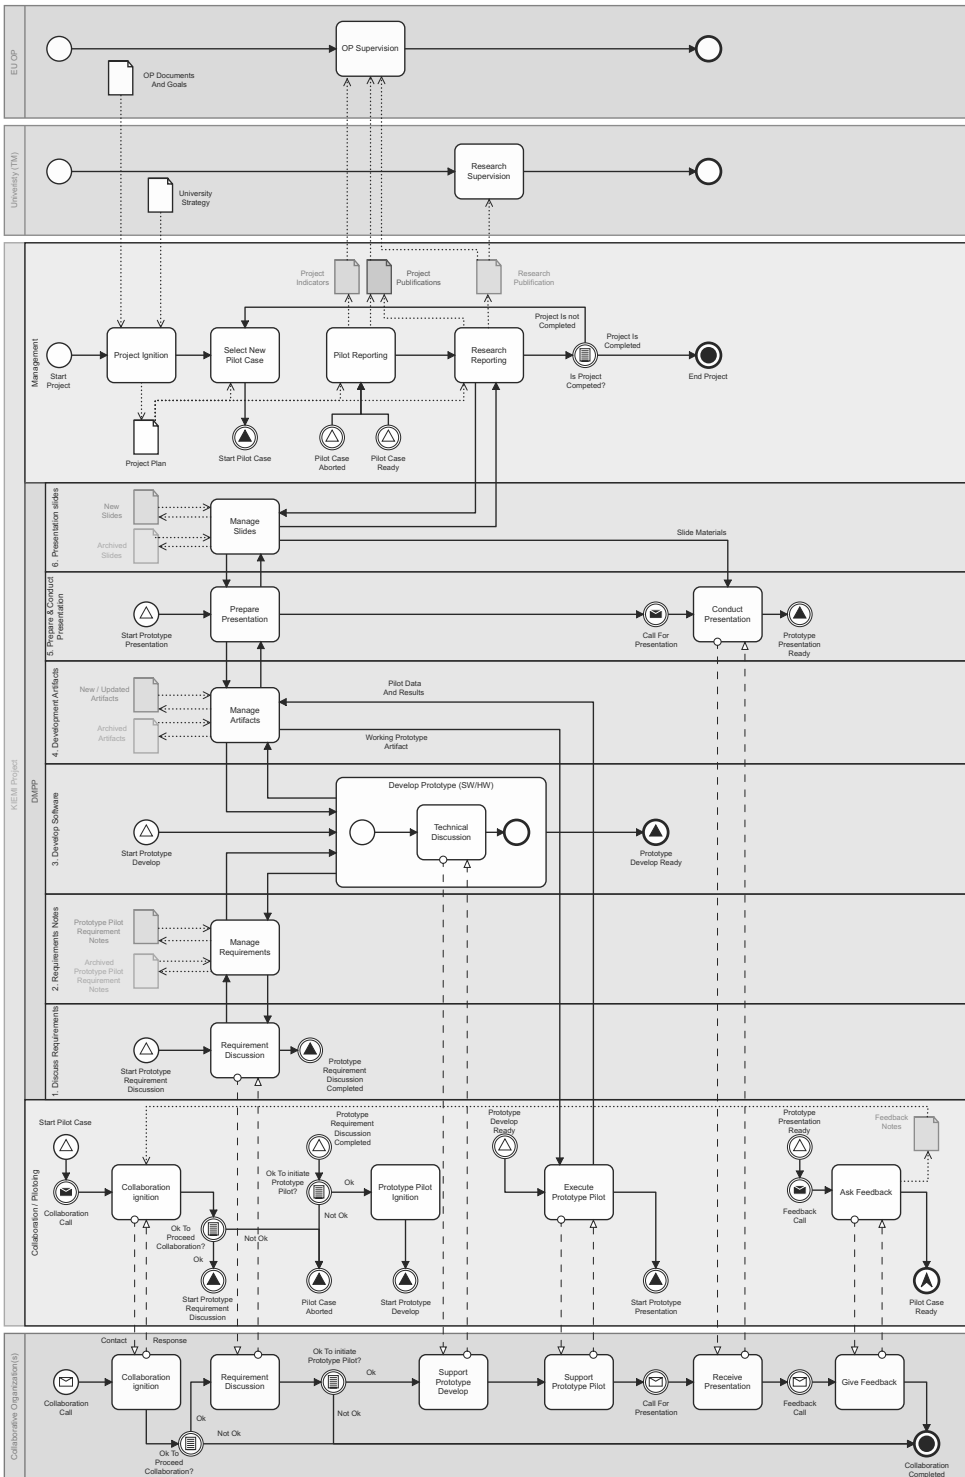 EU OP
OP Supervision
OP Documents
And Goals
Univeristy (TM)
Research
Supervision
University
Strategy
KIEMI Project
Management
Project
Indicators
Project
Publifications
Research
Publification
Project Is not
Completed
Project Is
Completed
Start
Project
Project Ignition
Select New
Pilot Case
Pilot Reporting
Research
Reporting
Is Project
Competed?
End Project
Project Plan
Start Pilot Case
Pilot Case
Aborted
Pilot Case
Ready
DMPP
6. Presentation slides
New
Slides
Archived
Slides
Manage
Slides
Slide Materials
5. Prepare & Conduct
Presentation
Start Prototype
Presentation
Prepare
Presentation
Call For
Presentation
Conduct
Presentation
Prototype
Presentation
Ready
4. Development Artifacts
New / Updated
Artifacts
Archived
Artifacts
Manage
Artifacts
Pilot Data
And Results
Working Prototype
Artifact
3. Develop Software
Start Prototype
Develop
Develop Prototype (SW/HW)
Technical
Discussion
Prototype
Develop Ready
2. Requirements Notes
Prototype Pilot
Requirement
Notes
Archived
Prototype Pilot
Requirement
Notes
Manage
Requirements
1. Discuss Requirements
Start Prototype
Requirement
Discussion
Requirement
Discussion
Prototype
Requirement
Discussion
Completed
Collaboration / Pilotoing
Start Pilot Case
Collaboration
Call
Collaboration
ignition
Ok To
Proceed
Collaboration?
Not Ok
Ok
Start Prototype
Requirement
Discussion
Prototype
Requirement
Discussion
Completed
Ok To initiate
Prototype
Pilot?
Ok
Not Ok
Pilot Case
Aborted
Prototype Pilot
Ignition
Start Prototype
Develop
Prototype
Develop
Ready
Execute
Prototype Pilot
Start Prototype
Presentation
Prototype
Presentation
Ready
Feedback
Call
Ask Feedback
Feedback
Notes
Pilot Case
Ready
Collaborative Organization(s)
Contact
Response
Collaboration
Call
Collaboration
ignition
Ok To
Proceed
Collaboration?
Ok
Not Ok
Requirement
Discussion
Ok To initiate
Prototype Pilot?
Ok
Not Ok
Support
Prototype
Develop
Support
Prototype Pilot
Call For
Presentation
Receive
Presentation
Feedback
Call
Give Feedback
Collaboration
Completed